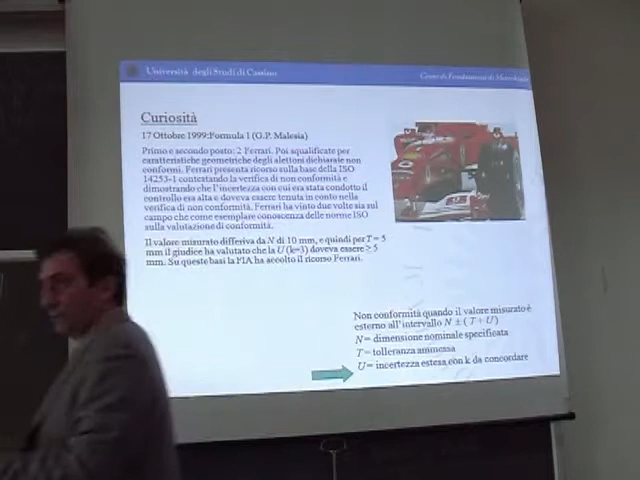 Università degli Studi di Cassino
Corso di Fondamenti di Metrologia
Curiosità
17 Ottobre 1999:Formula 1 (G.P. Malesia)
Primo e secondo posto: 2 Ferrari. Poi squalificate per
caratteristiche geometriche degli alettoni dichiarate non
conformi. Ferrari presenta ricorso sulla base della ISO
14253-1 contestando la verifica di non conformità e
dimostrando che l'incertezza con cui era stata condotto il
controllo era alta e doveva essere tenuta in conto nella
verifica di non conformità. Ferrari ha vinto due volte sia sul
campo che come esemplare conoscenza delle norme ISO
sulla valutazione di conformità.
Il valore misurato differiva da N di 10 mm, e quindi per T = 5
mm il giudice ha valutato che la U (k=3) doveva essere ≥ 5
mm. Su queste basi la FIA ha accolto il ricorso Ferrari.
Non conformità quando il valore misurato è
esterno all'intervallo N ± ( T + U )
N = dimensione nominale specificata
T = tolleranza ammessa
U = incertezza estesa con k da concordare